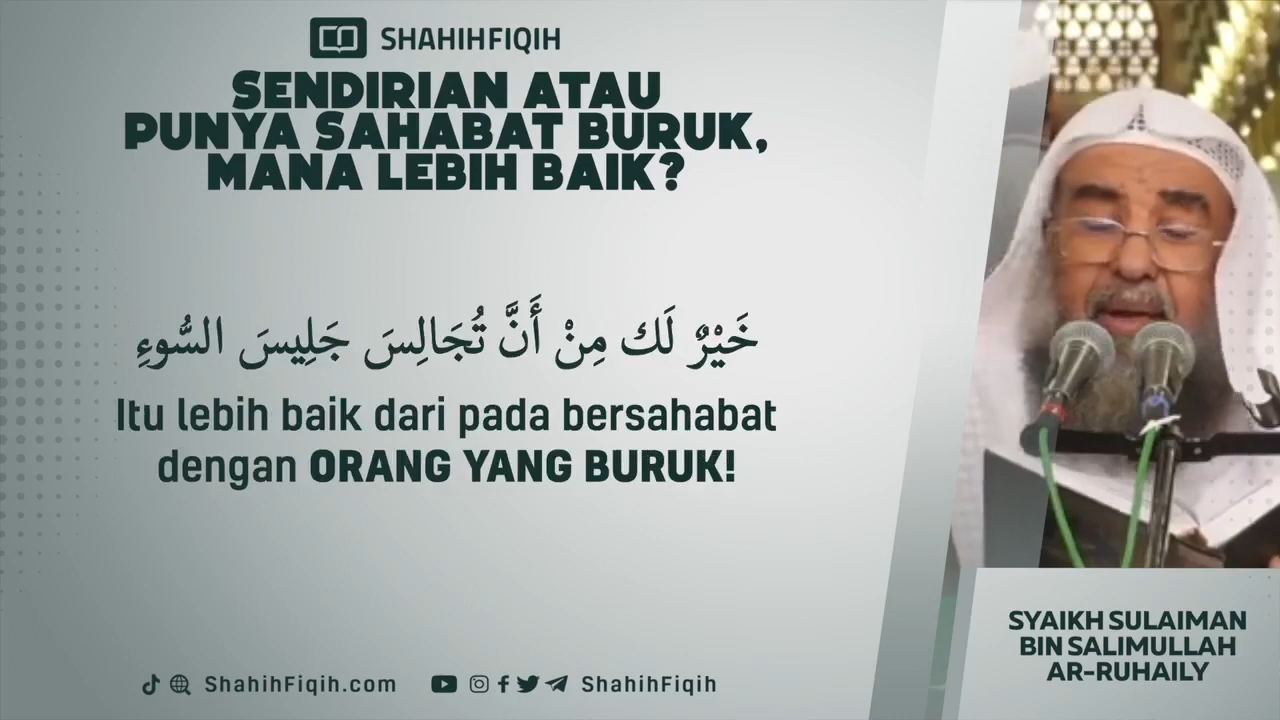 SHAHIHFIQIH
SENDIRIAN ATAU
PUNYA SAHABAT BURUK,
MANA LEBIH BAIK?
خَيْرٌ لَك مِنْ أَنَّ تُجَالِسَ جَلِيسَ السُّوءِ
Itu lebih baik dari pada bersahabat
dengan ORANG YANG BURUK!
SYAIKH SULAIMAN
BIN SALIMULLAH
AR-RUHAILY
ShahihFiqih.com ShahihFiqih